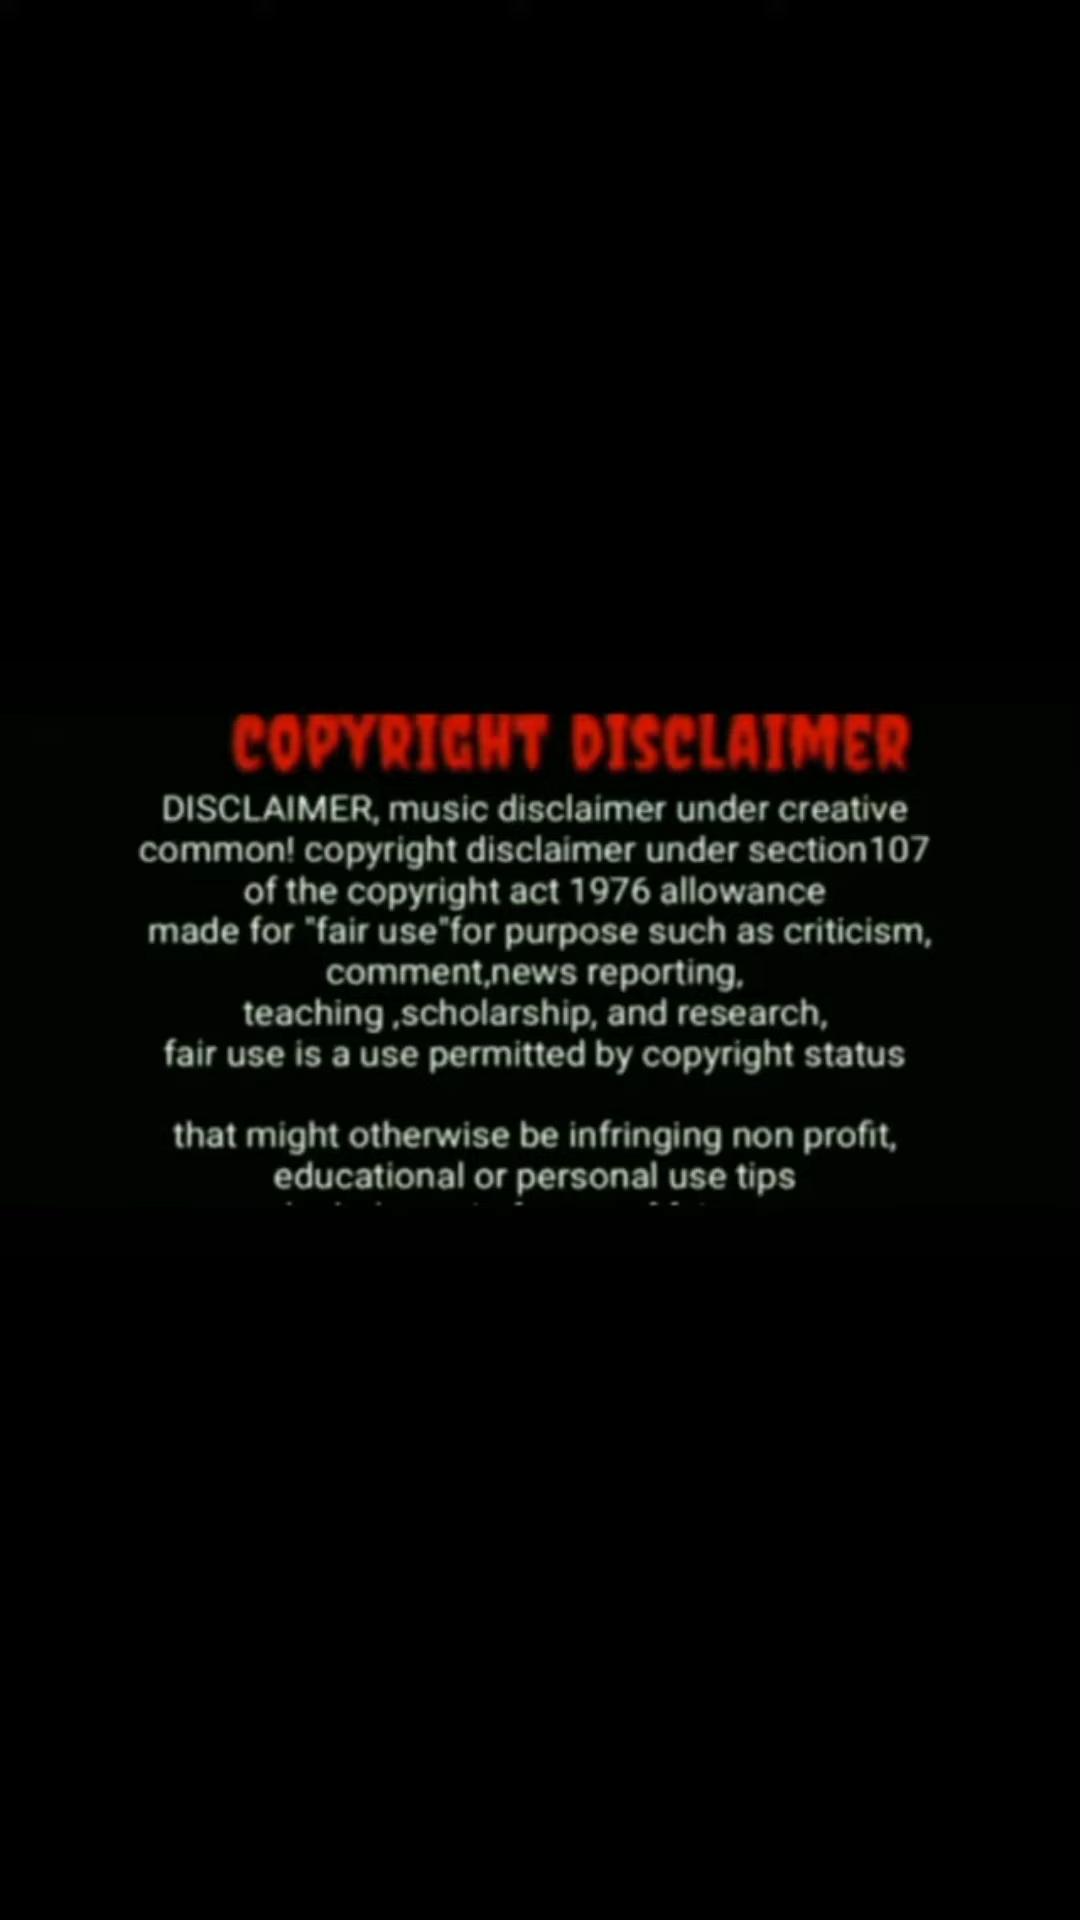 COPYRIGHT DISCLAIMER
DISCLAIMER, music disclaimer under creative
common! copyright disclaimer under section107
of the copyright act 1976 allowance
made for "fair use"for purpose such as criticism,
comment,news reporting,
teaching ,scholarship, and research,
fair use is a use permitted by copyright status
that might otherwise be infringing non profit,
educational or personal use tips